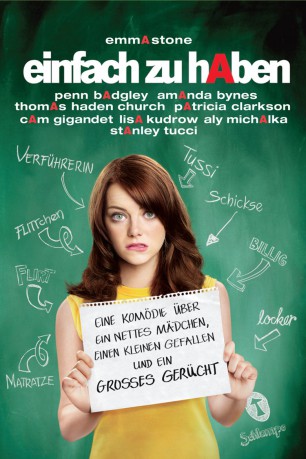 emmAstone
einfach zu hAben
penn bAdgley amAnda bynes
thomAs haden church pAtricia clarkson
cAm gigandet lisA kudrow aly michAlka
stAnley tucci
VERFÜHRERIN
Tussi
FLITTCHEN
Schickse
BILLIG
FLIRT
locker
MATRATZE
Schlampe
EINE KOMÖDIE ÜBER
EIN NETTES MÄDCHEN,
EINEN KLEINEN GEFALLEN
UND EIN
GROSSES GERÜCHT